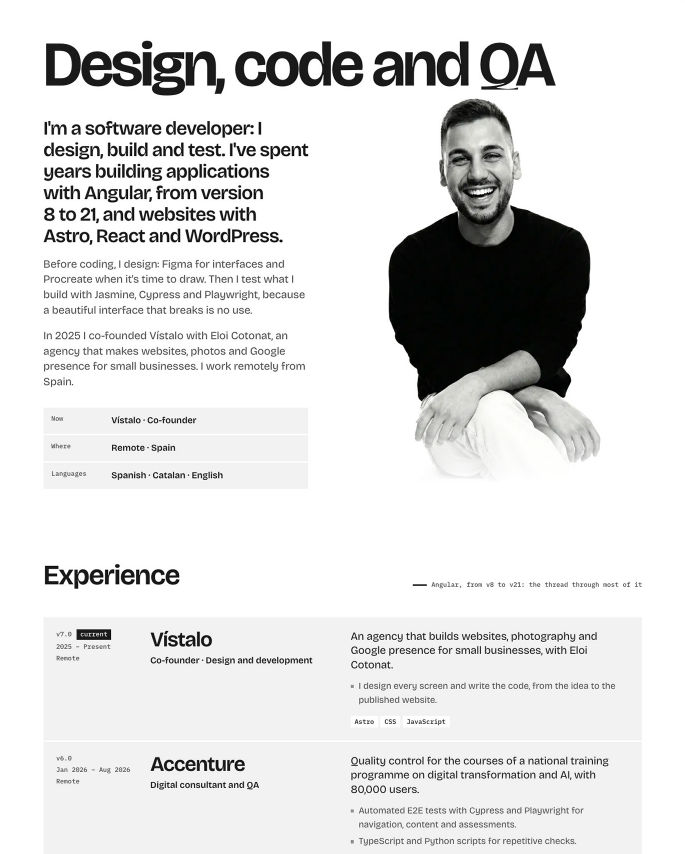 Design, code and QA
I'm a software developer: I
design, build and test. I've spent
years building applications
with Angular, from version
8 to 21, and websites with
Astro, React and WordPress.
Before coding, I design: Figma for interfaces and
Procreate when it's time to draw. Then I test what I
build with Jasmine, Cypress and Playwright, because
a beautiful interface that breaks is no use.
In 2025 I co-founded Vístalo with Eloi Cotonat, an
agency that makes websites, photos and Google
presence for small businesses. I work remotely from
Spain.
Now Vístalo · Co-founder
Where Remote · Spain
Languages Spanish · Catalan · English
Experience
Angular, from v8 to v21: the thread through most of it
v7.0 current
2025 – Present
Remote
Vístalo
Co-founder · Design and development
An agency that builds websites, photography and
Google presence for small businesses, with Eloi
Cotonat.
I design every screen and write the code, from the idea to the
published website.
Astro CSS JavaScript
v6.0
Jan 2026 – Aug 2026
Remote
Accenture
Digital consultant and QA
Quality control for the courses of a national training
programme on digital transformation and AI, with
80,000 users.
Automated E2E tests with Cypress and Playwright for
navigation, content and assessments.
TypeScript and Python scripts for repetitive checks.